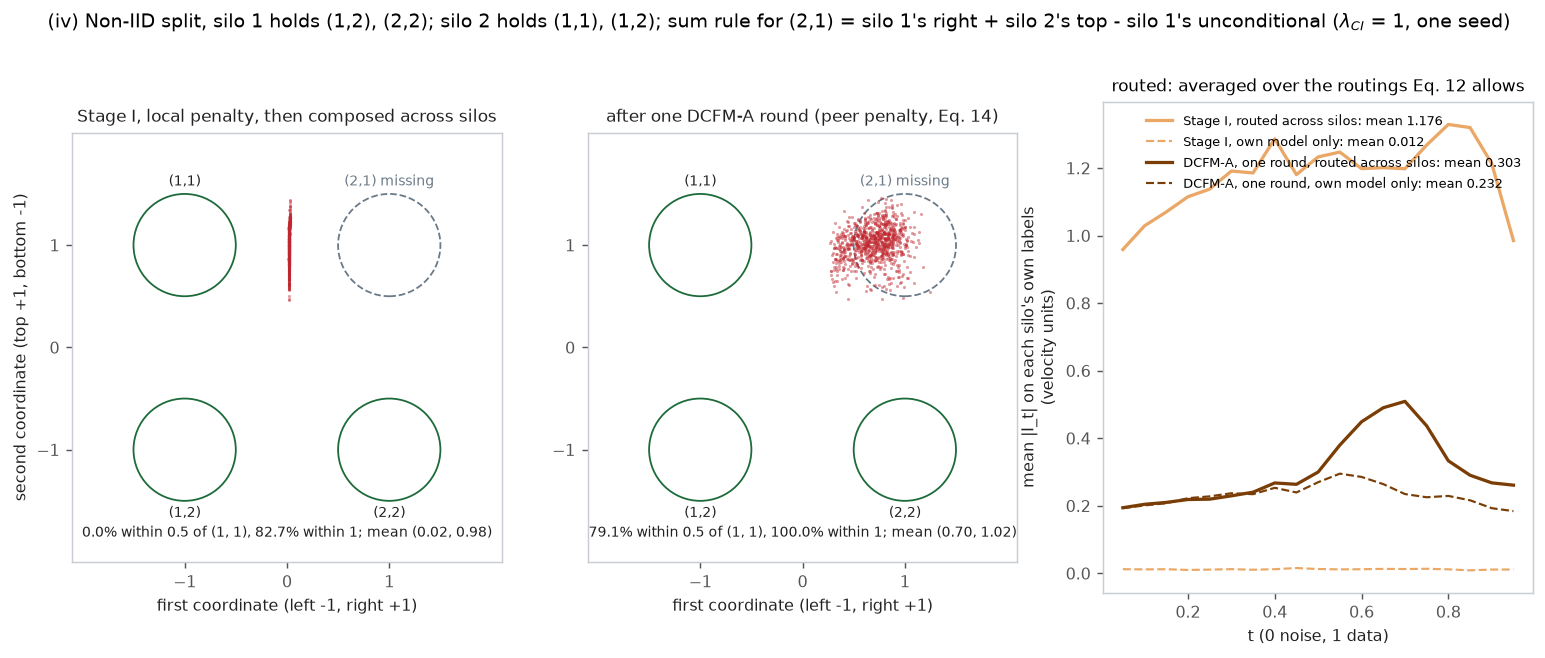 (iv) Non-IID split, silo 1 holds (1,2), (2,2); silo 2 holds (1,1), (1,2); sum rule for (2,1) = silo 1's right + silo 2's top - silo 1's unconditional (λ_CI = 1, one seed)
Stage I, local penalty, then composed across silos
second coordinate (top +1, bottom -1)
1
0
−1
(1,1)
(2,1) missing
(1,2)
(2,2)
0.0% within 0.5 of (1, 1), 82.7% within 1; mean (0.02, 0.98)
−1
0
1
first coordinate (left -1, right +1)
after one DCFM-A round (peer penalty, Eq. 14)
1
0
−1
(1,1)
(2,1) missing
(1,2)
(2,2)
79.1% within 0.5 of (1, 1), 100.0% within 1; mean (0.70, 1.02)
−1
0
1
first coordinate (left -1, right +1)
routed: averaged over the routings Eq. 12 allows
mean |I_t| on each silo's own labels
(velocity units)
Stage I, routed across silos: mean 1.176
Stage I, own model only: mean 0.012
DCFM-A, one round, routed across silos: mean 0.303
DCFM-A, one round, own model only: mean 0.232
1.2
1.0
0.8
0.6
0.4
0.2
0.0
0.2
0.4
0.6
0.8
t (0 noise, 1 data)